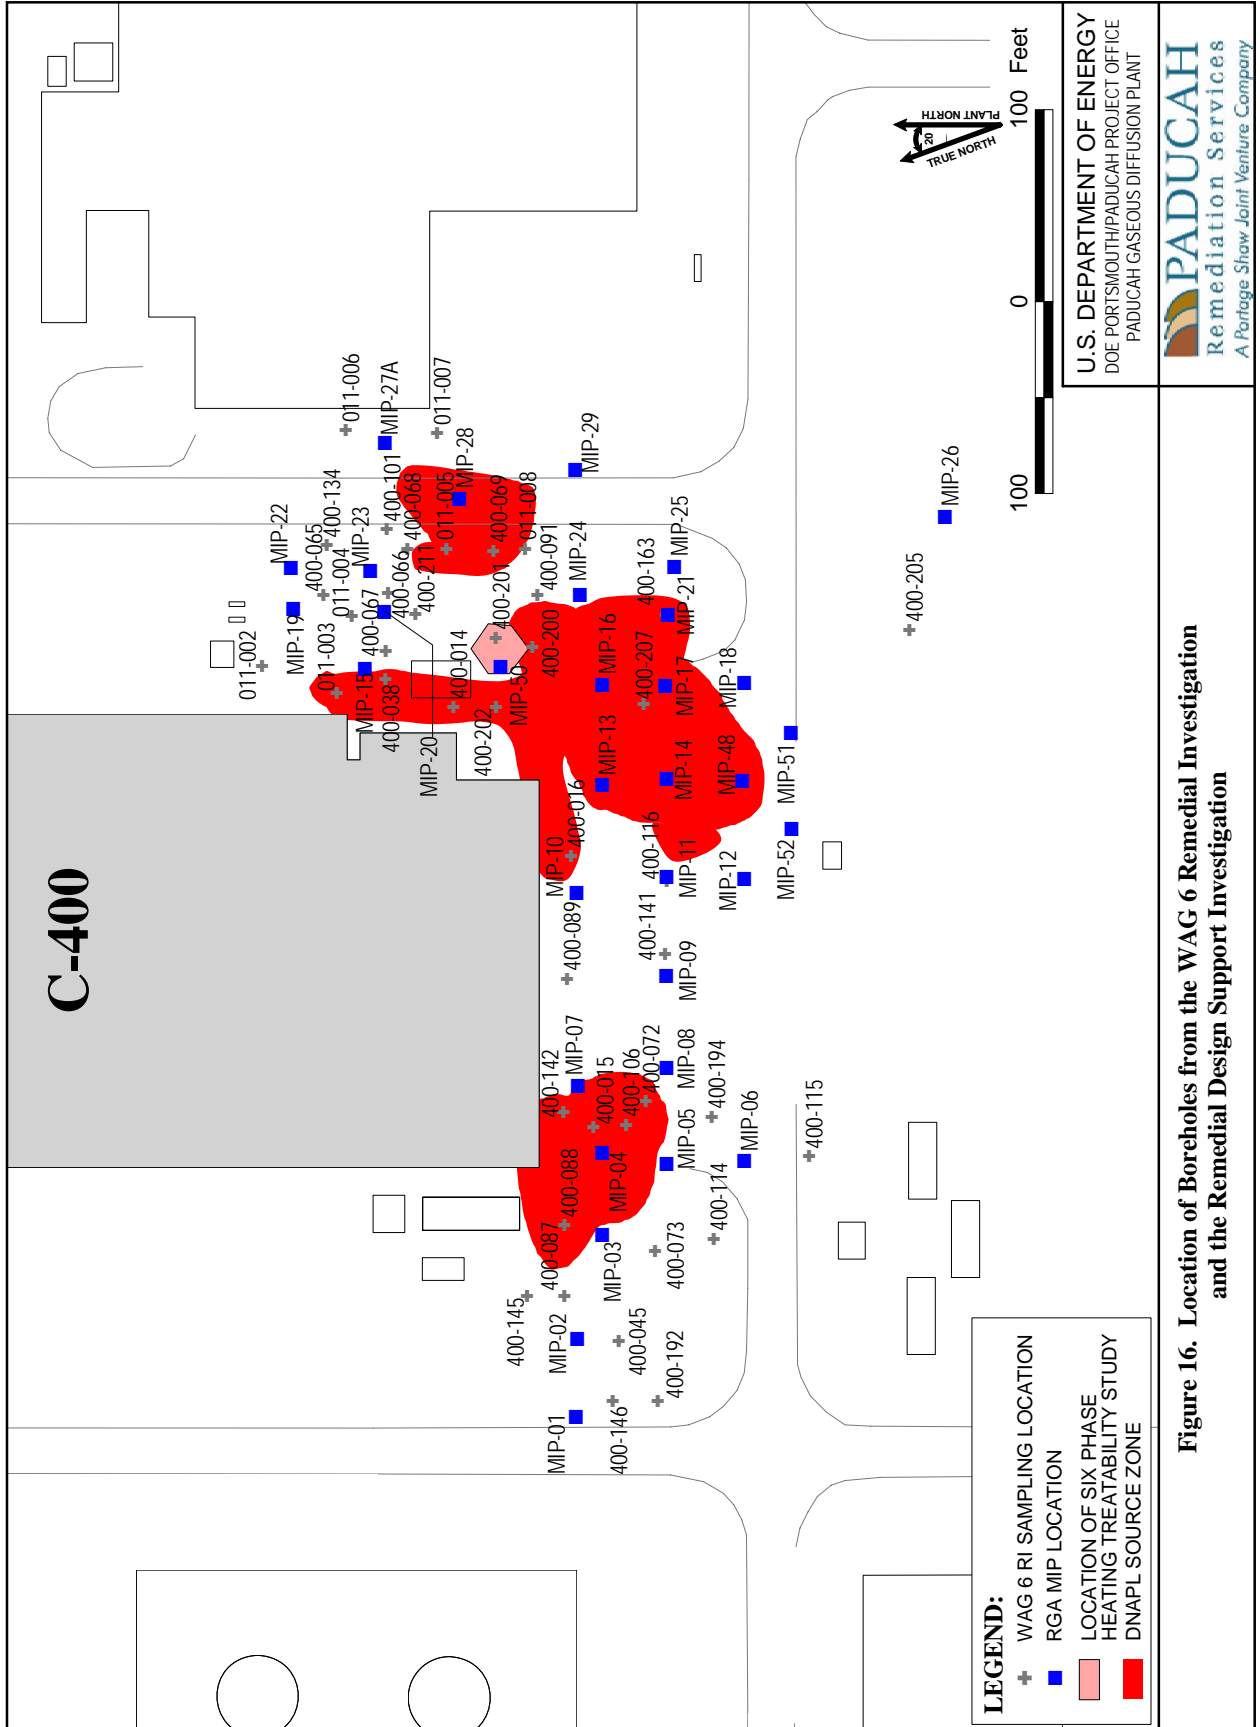 C-400
MIP-22
400-065
400-134
MIP-19
011-004
MIP-23
011-006
011-002
011-003
400-067
400-066
400-101
MIP-27A
MIP-15
400-211
400-068
011-007
400-038
400-014
011-005
MIP-28
MIP-20
400-202
MIP-50
400-201
400-069
400-200
011-008
400-091
MIP-29
MIP-24
MIP-10
400-016
MIP-13
MIP-16
400-163
MIP-25
400-089
400-116
MIP-14
400-207
MIP-17
MIP-21
400-141
MIP-11
MIP-09
MIP-12
MIP-48
MIP-18
MIP-52
MIP-51
400-205
MIP-26
400-142
MIP-07
400-015
400-106
400-072
MIP-08
400-088
MIP-04
400-194
MIP-05
MIP-06
400-115
400-087
400-145
MIP-02
MIP-03
400-073
400-114
400-045
400-192
MIP-01
400-146
TRUE NORTH
20
PLANT NORTH
100 0 100 Feet
LEGEND:
WAG 6 RI SAMPLING LOCATION
RGA MIP LOCATION
LOCATION OF SIX PHASE
HEATING TREATABILITY STUDY
DNAPL SOURCE ZONE
U.S. DEPARTMENT OF ENERGY
DOE PORTSMOUTH/PADUCAH PROJECT OFFICE
PADUCAH GASEOUS DIFFUSION PLANT
PADUCAH
Remediation Services
A Portage Shaw Joint Venture Company
Figure 16. Location of Boreholes from the WAG 6 Remedial Investigation
and the Remedial Design Support Investigation